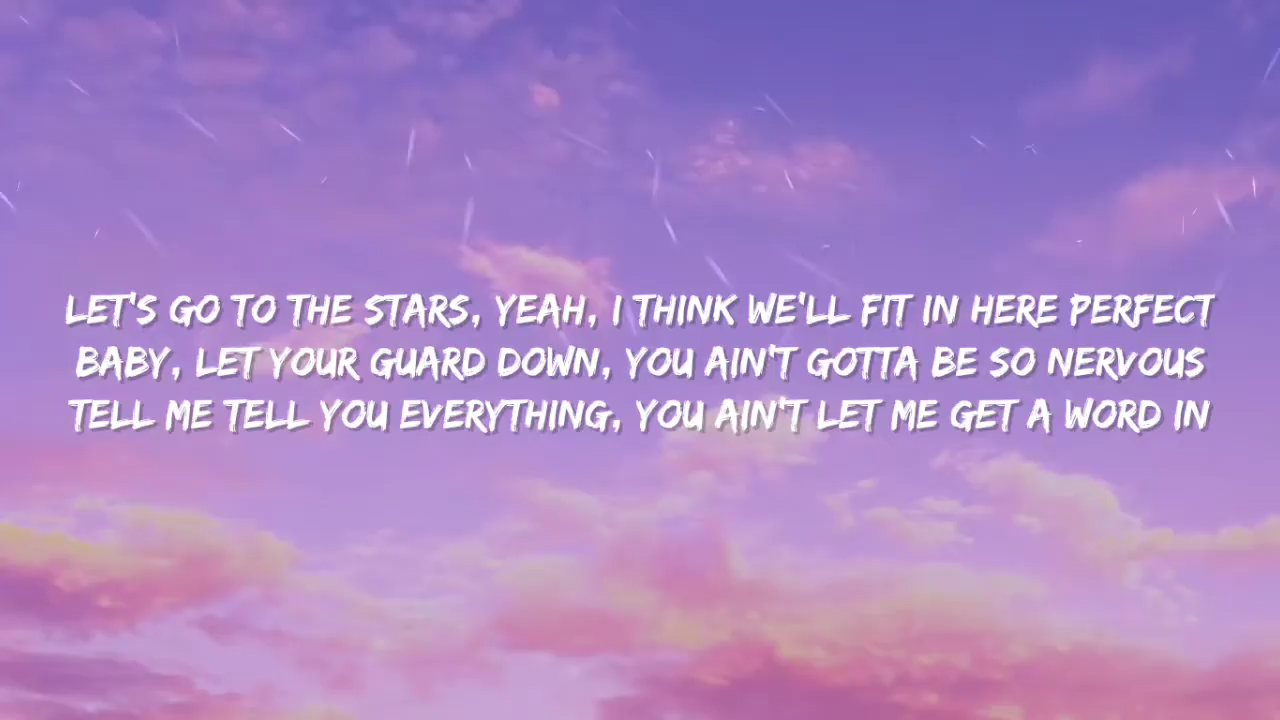 LET'S GO TO THE STARS, YEAH, I THINK WE'LL FIT IN HERE PERFECT
BABY, LET YOUR GUARD DOWN, YOU AIN'T GOTTA BE SO NERVOUS
TELL ME TELL YOU EVERYTHING, YOU AIN'T LET ME GET A WORD IN